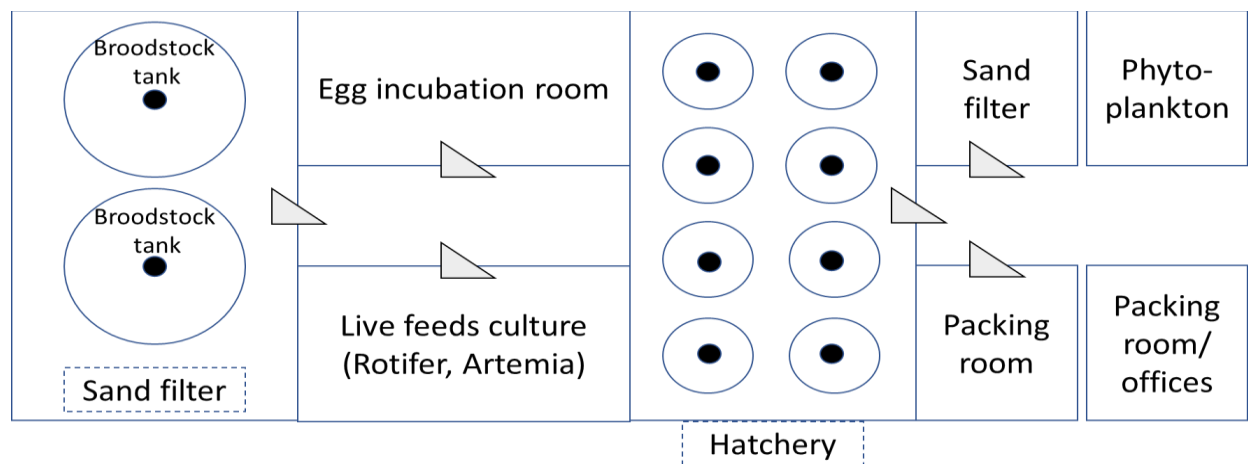 Broodstock
tank
Broodstock
tank
Sand filter
Egg incubation room
Live feeds culture
(Rotifer, Artemia)
Hatchery
Sand
filter
Phyto-
plankton
Packing
room
Packing
room/
offices